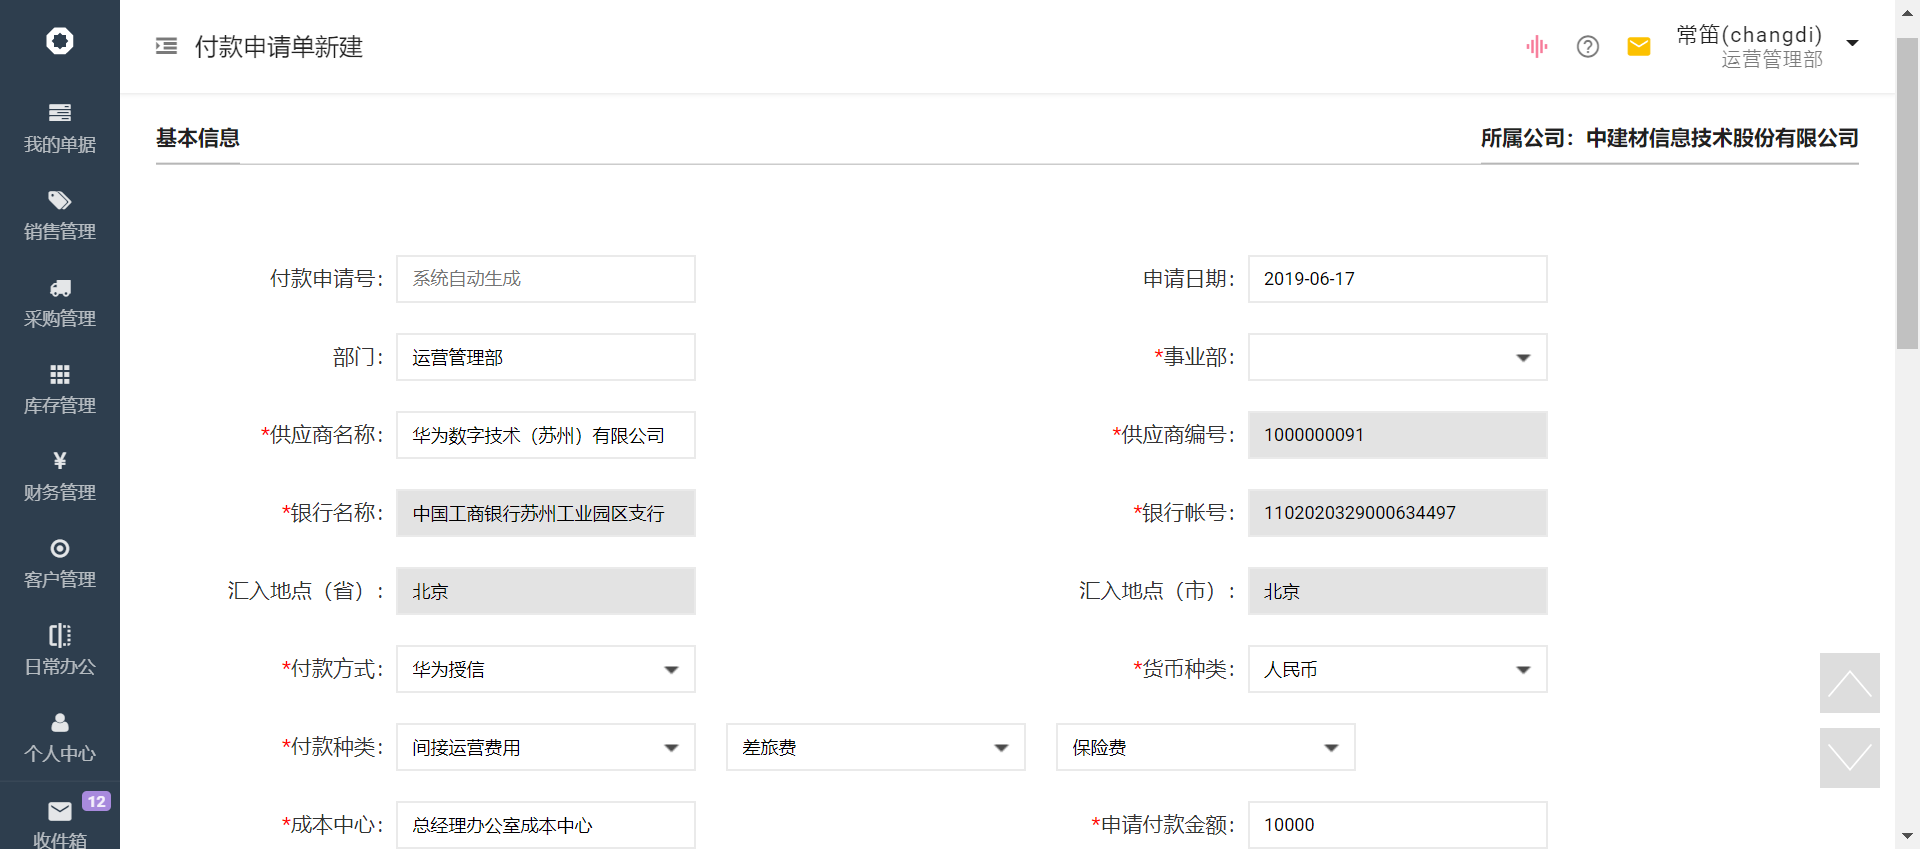 付款申请单新建
常笛(changdi)
运营管理部
我的单据
销售管理
采购管理
库存管理
¥
财务管理
客户管理
日常办公
个人中心
12
收件箱
基本信息
所属公司：中建材信息技术股份有限公司
付款申请号： 系统自动生成
申请日期： 2019-06-17
部门： 运营管理部
*事业部：
*供应商名称： 华为数字技术（苏州）有限公司
*供应商编号： 1000000091
*银行名称： 中国工商银行苏州工业园区支行
*银行帐号： 1102020329000634497
汇入地点（省）： 北京
汇入地点（市）： 北京
*付款方式： 华为授信
*货币种类： 人民币
*付款种类： 间接运营费用 差旅费 保险费
*成本中心： 总经理办公室成本中心
*申请付款金额： 10000